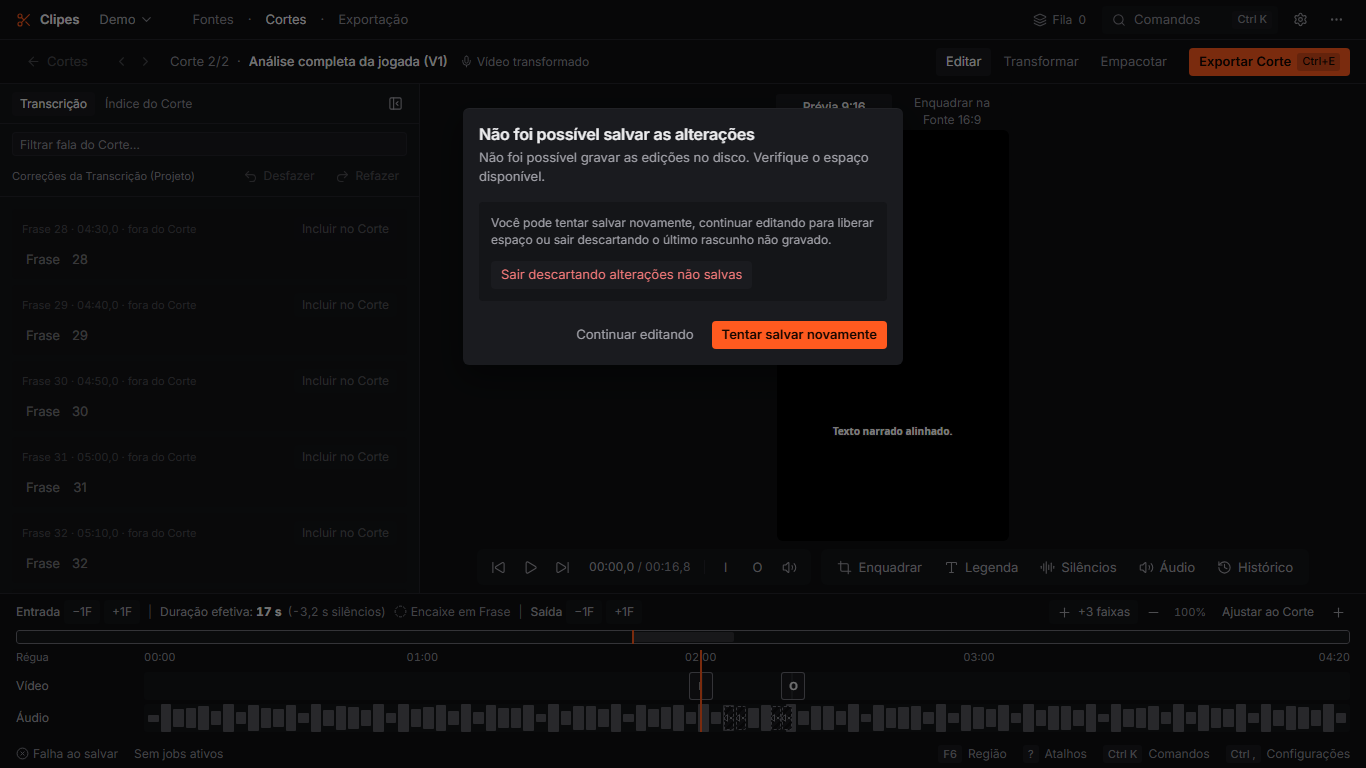 Clipes
Demo
Fontes · Cortes · Exportação
Fila 0
Comandos Ctrl K
Cortes
Corte 2/2 · Análise completa da jogada (V1)
Vídeo transformado
Editar
Transformar
Empacotar
Exportar Corte Ctrl+E
Transcrição
Índice do Corte
Prévia 9:16
Enquadrar na
Fonte 16:9
Filtrar fala do Corte...
Correções da Transcrição (Projeto)
Desfazer
Refazer
Frase 28 · 04:30,0 · fora do Corte
Incluir no Corte
Frase 28
Frase 29 · 04:40,0 · fora do Corte
Incluir no Corte
Frase 29
Frase 30 · 04:50,0 · fora do Corte
Incluir no Corte
Frase 30
Frase 31 · 05:00,0 · fora do Corte
Incluir no Corte
Frase 31
Frase 32 · 05:10,0 · fora do Corte
Incluir no Corte
Frase 32
Não foi possível salvar as alterações
Não foi possível gravar as edições no disco. Verifique o espaço
disponível.
Você pode tentar salvar novamente, continuar editando para liberar
espaço ou sair descartando o último rascunho não gravado.
Sair descartando alterações não salvas
Continuar editando
Tentar salvar novamente
Texto narrado alinhado.
00:00,0 / 00:16,8
I
O
Enquadrar
Legenda
Silêncios
Áudio
Histórico
Entrada −1F +1F | Duração efetiva: 17 s (−3,2 s silêncios) Encaixe em Frase | Saída −1F +1F
+3 faixas
100%
Ajustar ao Corte
Régua
00:00 01:00 02:00 03:00 04:20
Vídeo
O
Áudio
Falha ao salvar
Sem jobs ativos
F6 Região
? Atalhos
Ctrl K Comandos
Ctrl , Configurações